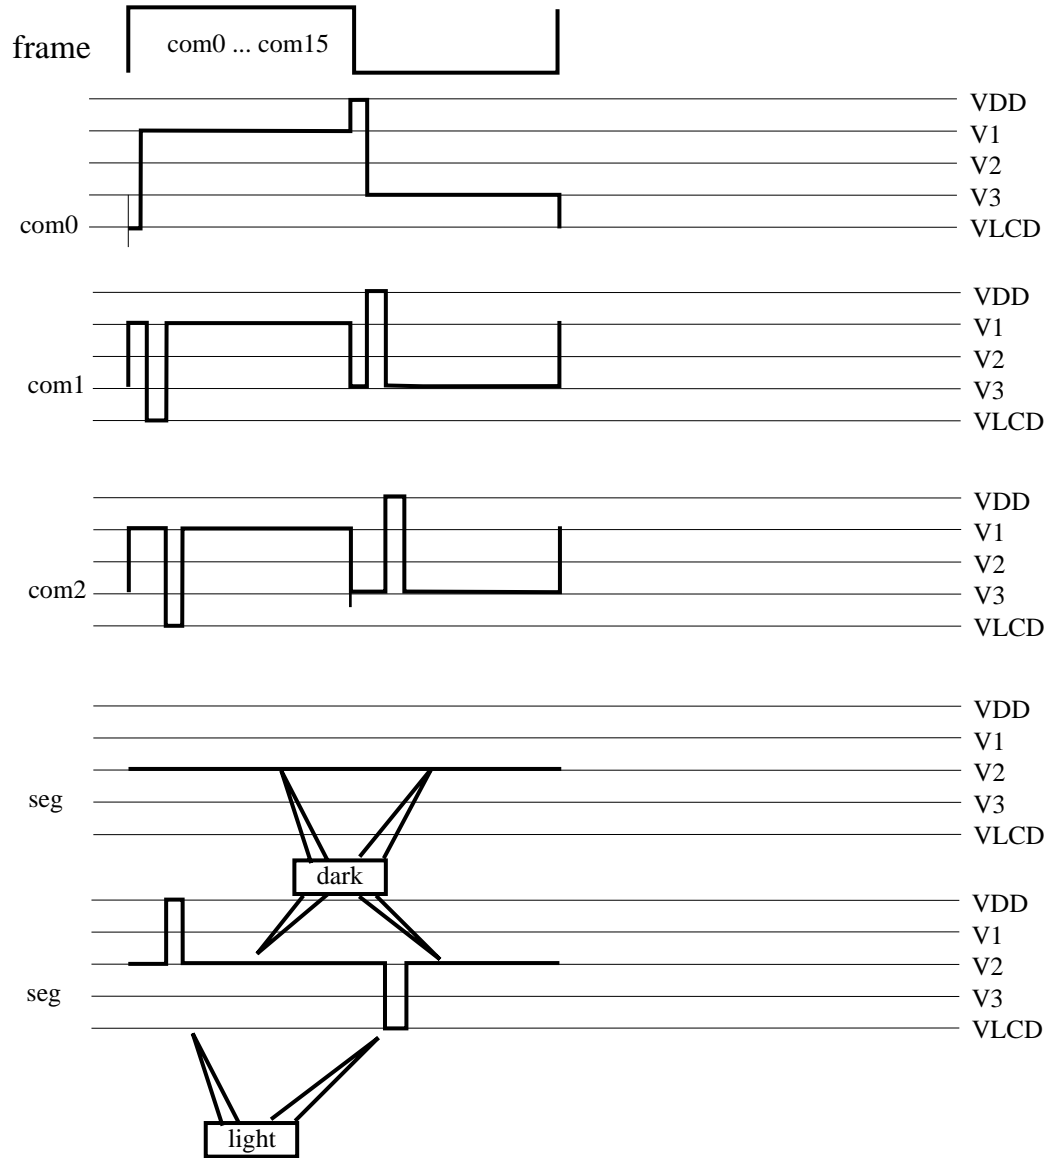 frame
com0 ... com15
VDD
V1
V2
V3
com0
VLCD
VDD
V1
V2
com1
V3
VLCD
VDD
V1
V2
com2
V3
VLCD
VDD
V1
V2
seg
V3
VLCD
dark
VDD
V1
V2
seg
V3
VLCD
light